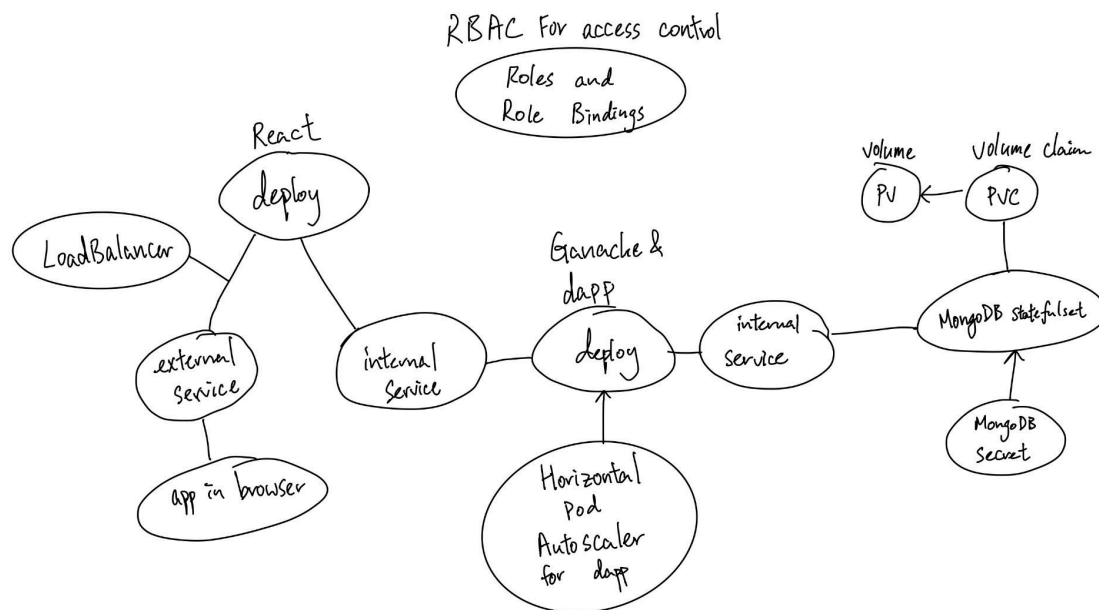 RBAC For access control
Roles and
Role Bindings
React
deploy
LoadBalancer
external
service
app in browser
internal
service
Ganache &
dapp
deploy
Horizontal
Pod
Autoscaler
for dapp
internal
service
volume
PV
volume claim
PVC
MongoDB statefulset
MongoDB
secret